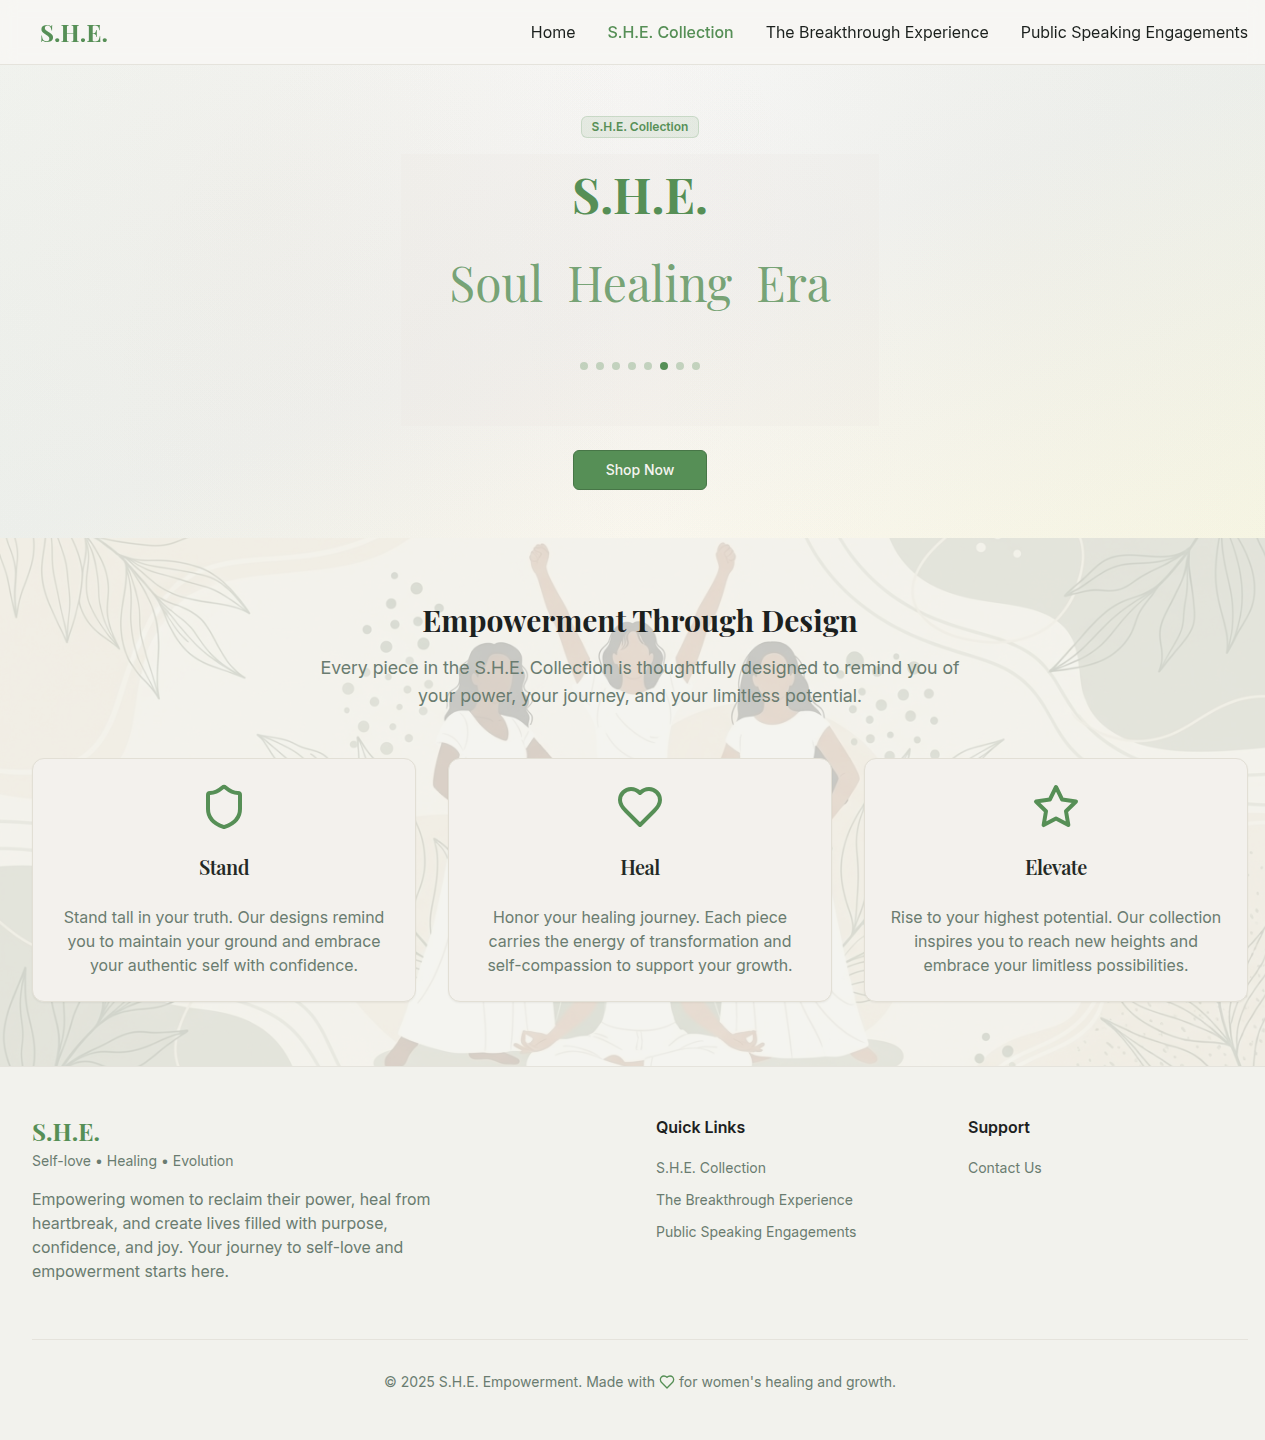 S.H.E.
Home
S.H.E. Collection
The Breakthrough Experience
Public Speaking Engagements
S.H.E. Collection
S.H.E.
Soul Healing Era
Shop Now
Empowerment Through Design
Every piece in the S.H.E. Collection is thoughtfully designed to remind you of
your power, your journey, and your limitless potential.
Stand
Stand tall in your truth. Our designs remind
you to maintain your ground and embrace
your authentic self with confidence.
Heal
Honor your healing journey. Each piece
carries the energy of transformation and
self-compassion to support your growth.
Elevate
Rise to your highest potential. Our collection
inspires you to reach new heights and
embrace your limitless possibilities.
S.H.E.
Self-love • Healing • Evolution
Empowering women to reclaim their power, heal from
heartbreak, and create lives filled with purpose,
confidence, and joy. Your journey to self-love and
empowerment starts here.
Quick Links
S.H.E. Collection
The Breakthrough Experience
Public Speaking Engagements
Support
Contact Us
© 2025 S.H.E. Empowerment. Made with ♡ for women's healing and growth.